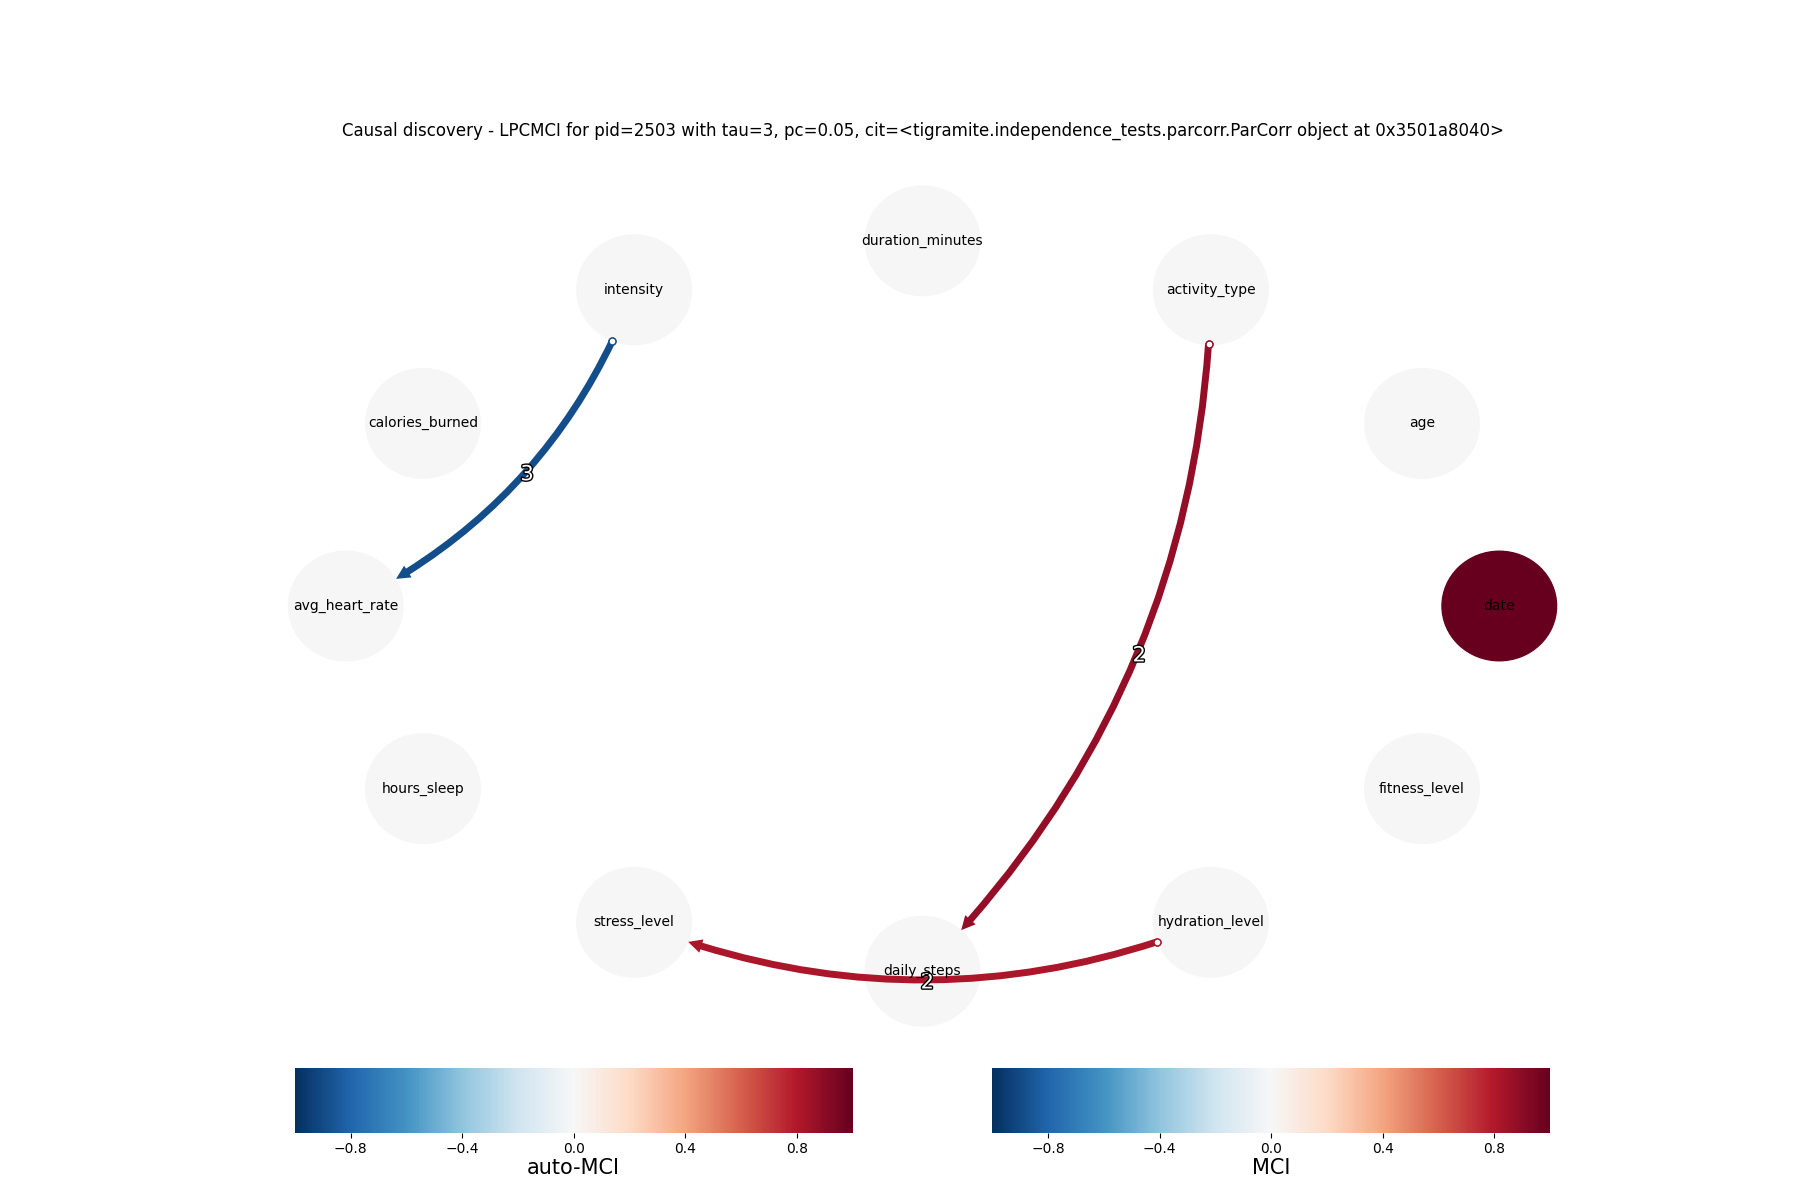 Causal discovery - LPCMCI for pid=2503 with tau=3, pc=0.05, cit=<tigramite.independence_tests.parcorr.ParCorr object at 0x3501a8040>
duration_minutes
intensity
activity_type
calories_burned
age
3
avg_heart_rate
date
2
hours_sleep
fitness_level
stress_level
hydration_level
daily_steps
2
−0.8 −0.4 0.0 0.4 0.8
auto-MCI
−0.8 −0.4 0.0 0.4 0.8
MCI